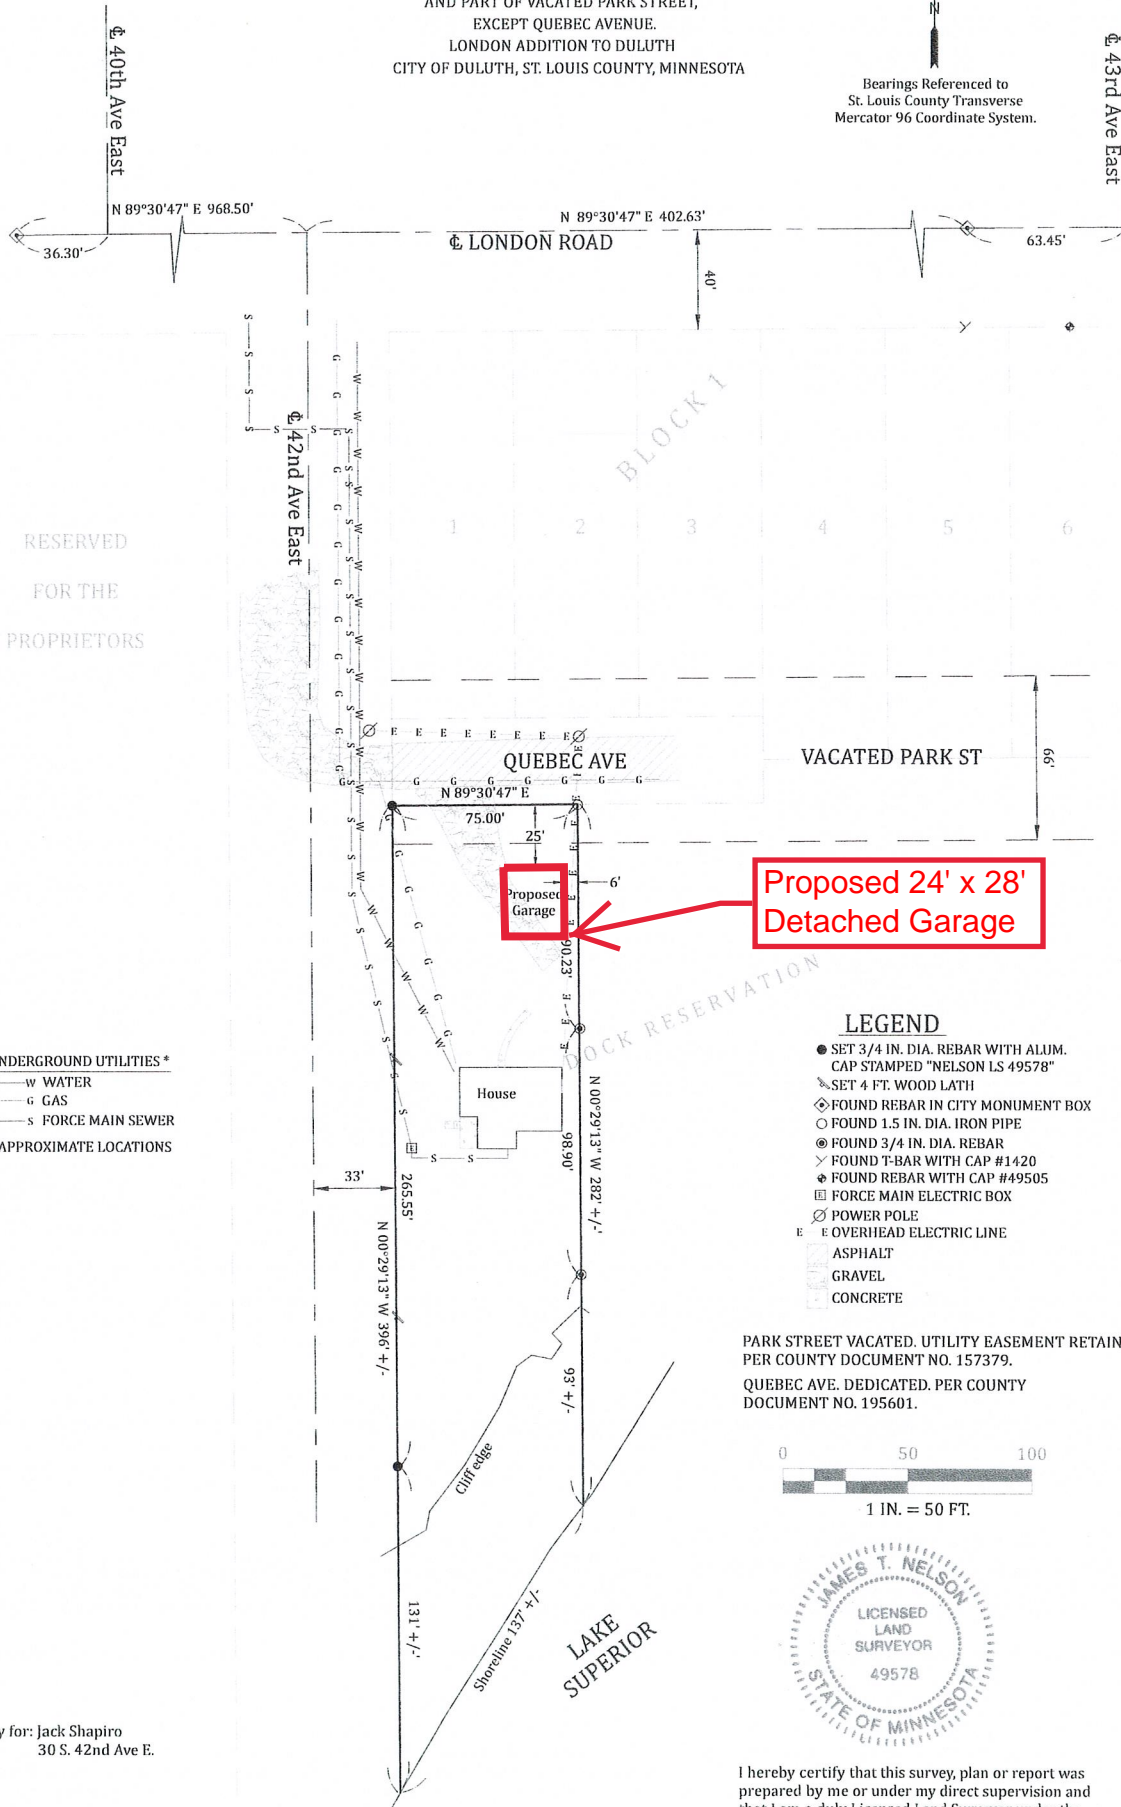 AND PART OF VACATED PARK STREET,
EXCEPT QUEBEC AVENUE.
LONDON ADDITION TO DULUTH
CITY OF DULUTH, ST. LOUIS COUNTY, MINNESOTA
N
Bearings Referenced to
St. Louis County Transverse
Mercator 96 Coordinate System.
℄ 40th Ave East
℄ 43rd Ave East
N 89°30'47" E 968.50'
N 89°30'47" E 402.63'
36.30'
℄ LONDON ROAD
63.45'
40'
℄ 42nd Ave East
BLOCK 1
1 2 3 4 5 6
RESERVED
FOR THE
PROPRIETORS
E E E E E E E E
QUEBEC AVE
VACATED PARK ST
66'
G G G G G G G
N 89°30'47" E
75.00'
25'
6'
Proposed
Garage
Proposed 24' x 28'
Detached Garage
90.23'
DOCK RESERVATION
UNDERGROUND UTILITIES *
W WATER
G GAS
S FORCE MAIN SEWER
APPROXIMATE LOCATIONS
House
E
S S
98.90'
N 00°29'13" W 282' +/-'
33'
265.55'
N 00°29'13" W 396' +/-
93' +/-
Cliff edge
131' +/-'
Shoreline 137' +/-
LAKE
SUPERIOR
LEGEND
SET 3/4 IN. DIA. REBAR WITH ALUM.
CAP STAMPED "NELSON LS 49578"
SET 4 FT. WOOD LATH
FOUND REBAR IN CITY MONUMENT BOX
FOUND 1.5 IN. DIA. IRON PIPE
FOUND 3/4 IN. DIA. REBAR
FOUND T-BAR WITH CAP #1420
FOUND REBAR WITH CAP #49505
E FORCE MAIN ELECTRIC BOX
POWER POLE
E E OVERHEAD ELECTRIC LINE
ASPHALT
GRAVEL
CONCRETE
PARK STREET VACATED. UTILITY EASEMENT RETAIN
PER COUNTY DOCUMENT NO. 157379.
QUEBEC AVE. DEDICATED. PER COUNTY
DOCUMENT NO. 195601.
0 50 100
1 IN. = 50 FT.
JAMES T. NELSON
LICENSED
LAND
SURVEYOR
49578
STATE OF MINNESOTA
y for: Jack Shapiro
30 S. 42nd Ave E.
I hereby certify that this survey, plan or report was
prepared by me or under my direct supervision and